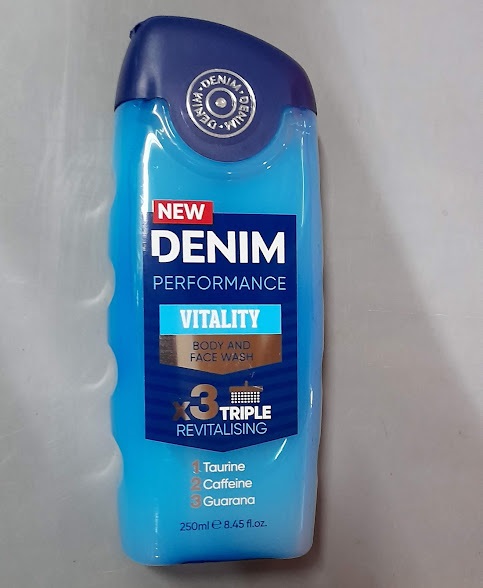 DENIM · DENIM · DENIM ·
NEW
DENIM
PERFORMANCE
VITALITY
BODY AND
FACE WASH
x3 TRIPLE
REVITALISING
1 Taurine
2 Caffeine
3 Guarana
250ml ℮ 8.45 fl.oz.